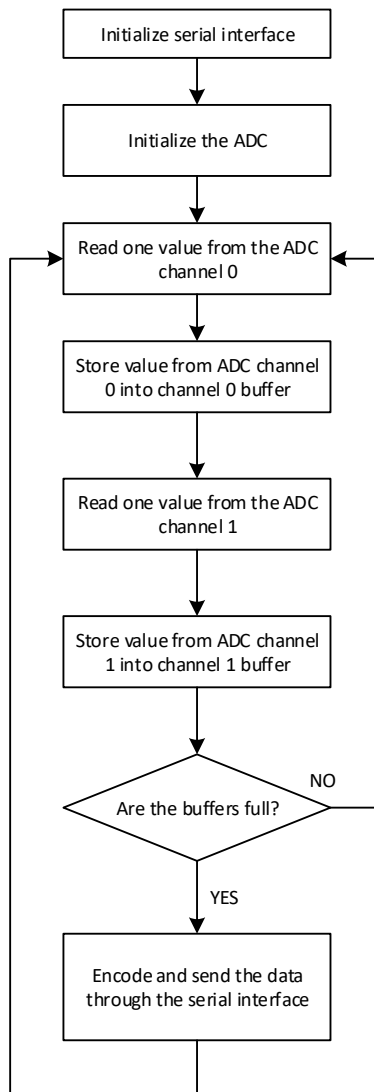 Initialize serial interface
Initialize the ADC
Read one value from the ADC
channel 0
Store value from ADC channel
0 into channel 0 buffer
Read one value from the ADC
channel 1
Store value from ADC channel
1 into channel 1 buffer
Are the buffers full?
NO
YES
Encode and send the data
through the serial interface